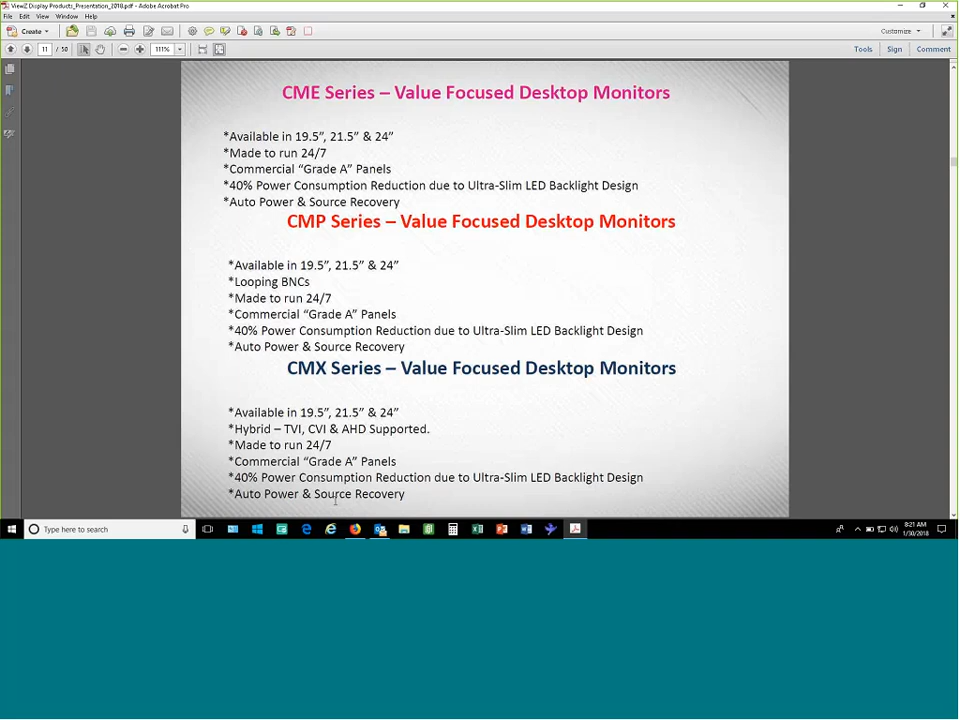 ViewZ Display Products_Presentation_2018.pdf - Adobe Acrobat Pro
File Edit View Window Help
Create Customize
11 / 50 111% Tools Sign Comment
CME Series – Value Focused Desktop Monitors
*Available in 19.5”, 21.5” & 24”
*Made to run 24/7
*Commercial “Grade A” Panels
*40% Power Consumption Reduction due to Ultra-Slim LED Backlight Design
*Auto Power & Source Recovery
CMP Series – Value Focused Desktop Monitors
*Available in 19.5”, 21.5” & 24”
*Looping BNCs
*Made to run 24/7
*Commercial “Grade A” Panels
*40% Power Consumption Reduction due to Ultra-Slim LED Backlight Design
*Auto Power & Source Recovery
CMX Series – Value Focused Desktop Monitors
*Available in 19.5”, 21.5” & 24”
*Hybrid – TVI, CVI & AHD Supported.
*Made to run 24/7
*Commercial “Grade A” Panels
*40% Power Consumption Reduction due to Ultra-Slim LED Backlight Design
*Auto Power & Source Recovery
Type here to search
8:21 AM
1/30/2018